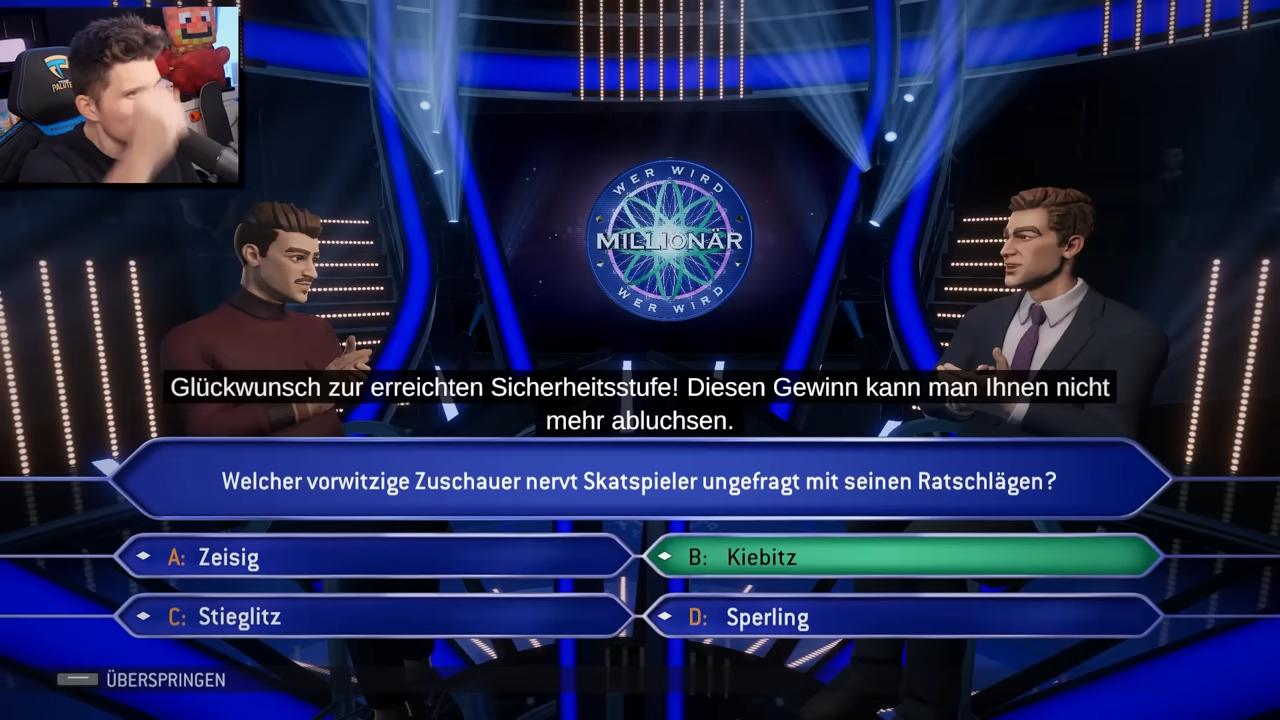 PALUTE
WER WIRD
MILLIONÄR
WER WIRD
Glückwunsch zur erreichten Sicherheitsstufe! Diesen Gewinn kann man Ihnen nicht
mehr abluchsen.
Welcher vorwitzige Zuschauer nervt Skatspieler ungefragt mit seinen Ratschlägen?
A: Zeisig
B: Kiebitz
C: Stieglitz
D: Sperling
ÜBERSPRINGEN